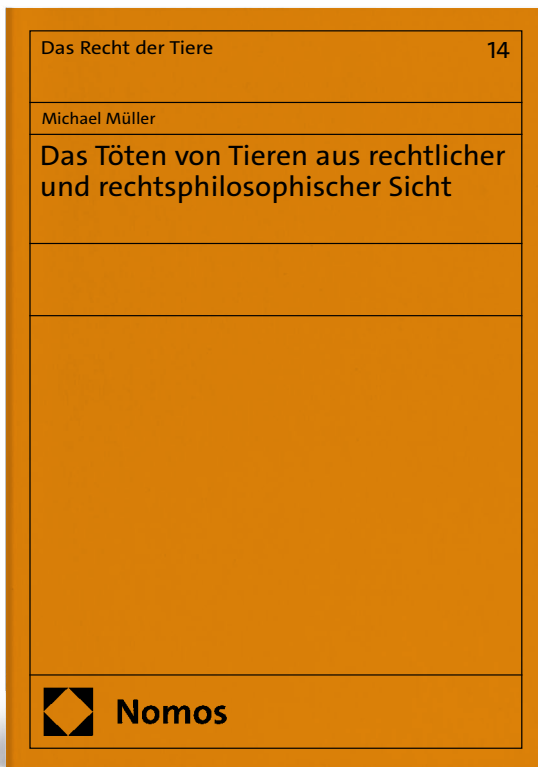 Das Recht der Tiere 14
Michael Müller
Das Töten von Tieren aus rechtlicher
und rechtsphilosophischer Sicht
Nomos